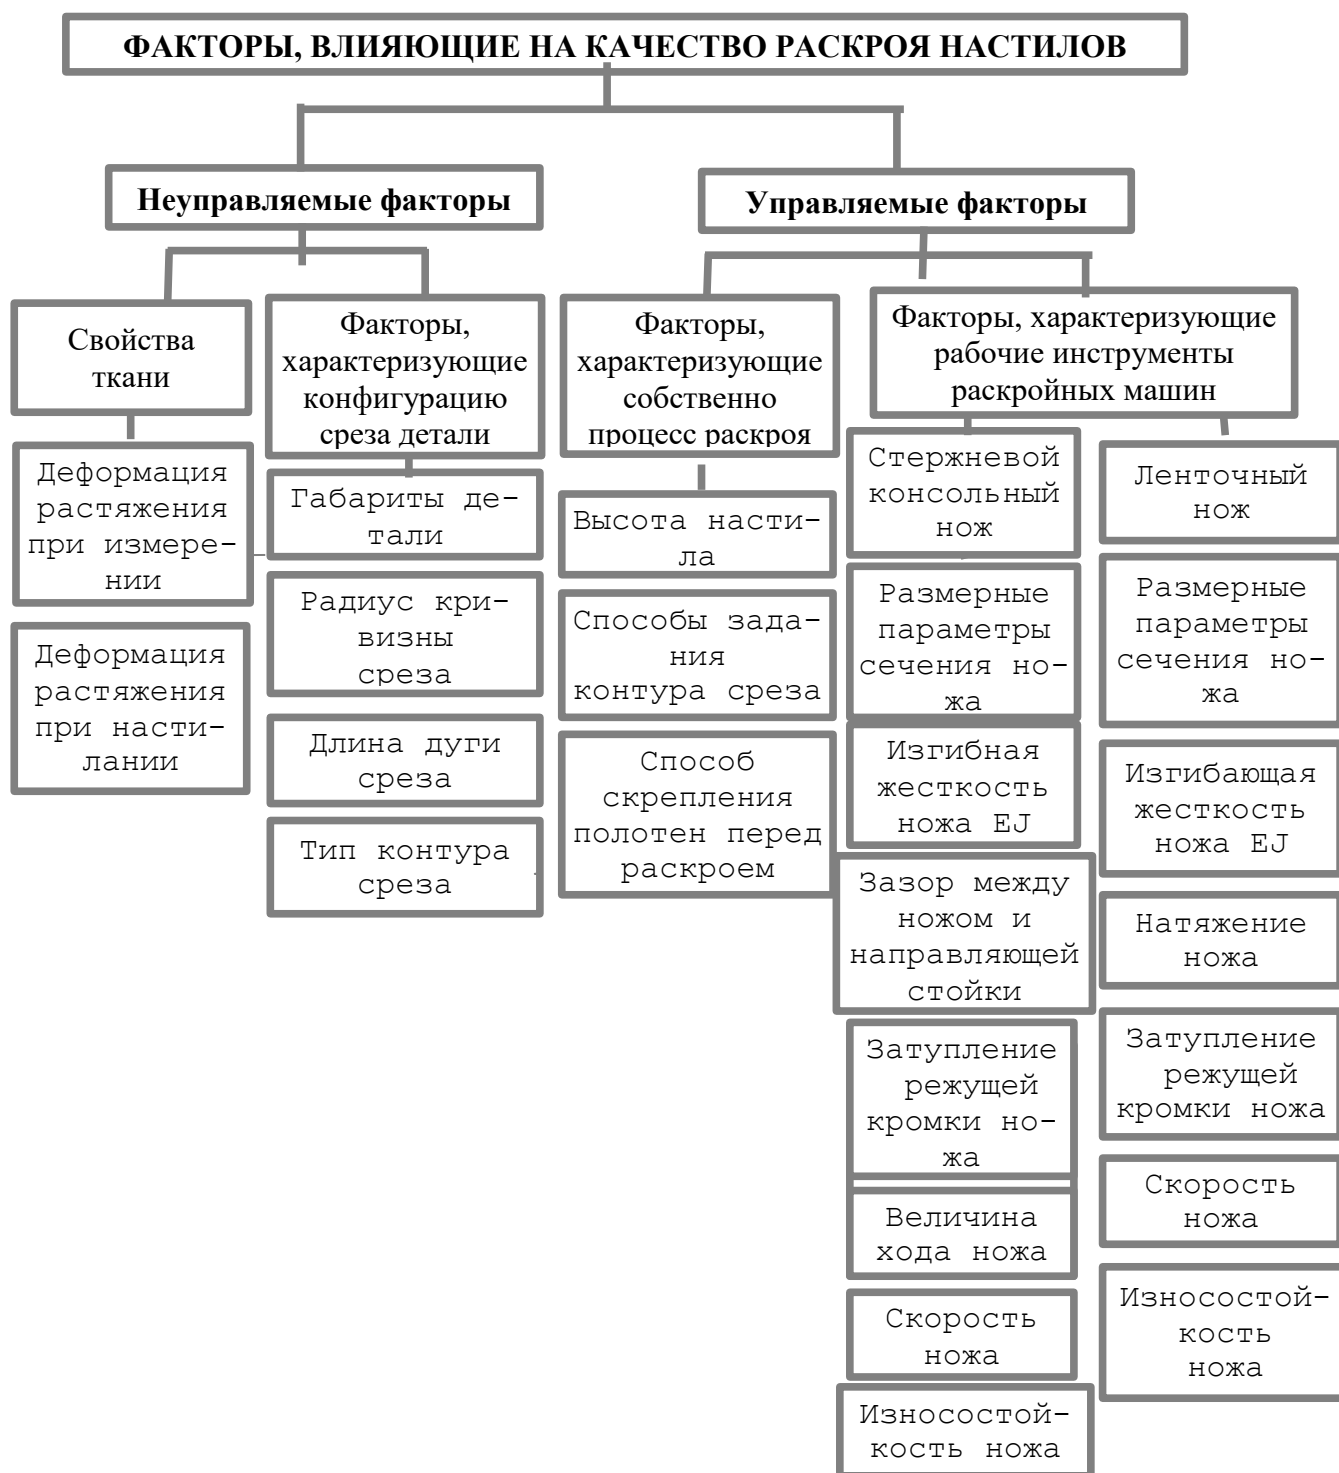 ФАКТОРЫ, ВЛИЯЮЩИЕ НА КАЧЕСТВО РАСКРОЯ НАСТИЛОВ
Неуправляемые факторы
Управляемые факторы
Свойства
ткани
Факторы,
характеризующие
конфигурацию
среза детали
Факторы,
характеризующие
собственно
процесс раскроя
Факторы, характеризующие
рабочие инструменты
раскройных машин
Деформация
растяжения
при измере-
нии
Деформация
растяжения
при насти-
лании
Габариты де-
тали
Радиус кри-
визны
среза
Длина дуги
среза
Тип контура
среза
Высота насти-
ла
Способы зада-
ния
контура среза
Способ
скрепления
полотен перед
раскроем
Стержневой
консольный
нож
Размерные
параметры
сечения но-
жа
Изгибная
жесткость
ножа EJ
Зазор между
ножом и
направляющей
стойки
Затупление
режущей
кромки но-
жа
Величина
хода ножа
Скорость
ножа
Износостой-
кость ножа
Ленточный
нож
Размерные
параметры
сечения но-
жа
Изгибающая
жесткость
ножа EJ
Натяжение
ножа
Затупление
режущей
кромки ножа
Скорость
ножа
Износостой-
кость
ножа